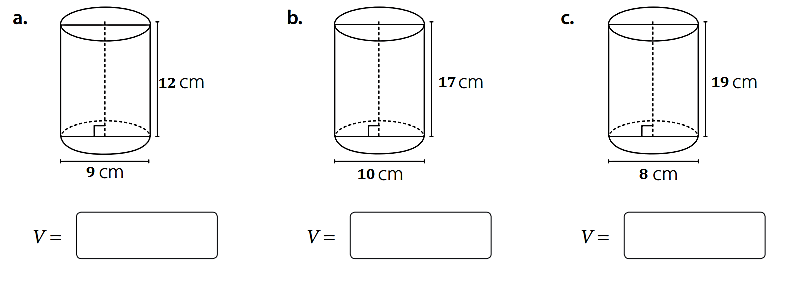 a.
12 cm
9 cm
V =
b.
17 cm
10 cm
V =
c.
19 cm
8 cm
V =